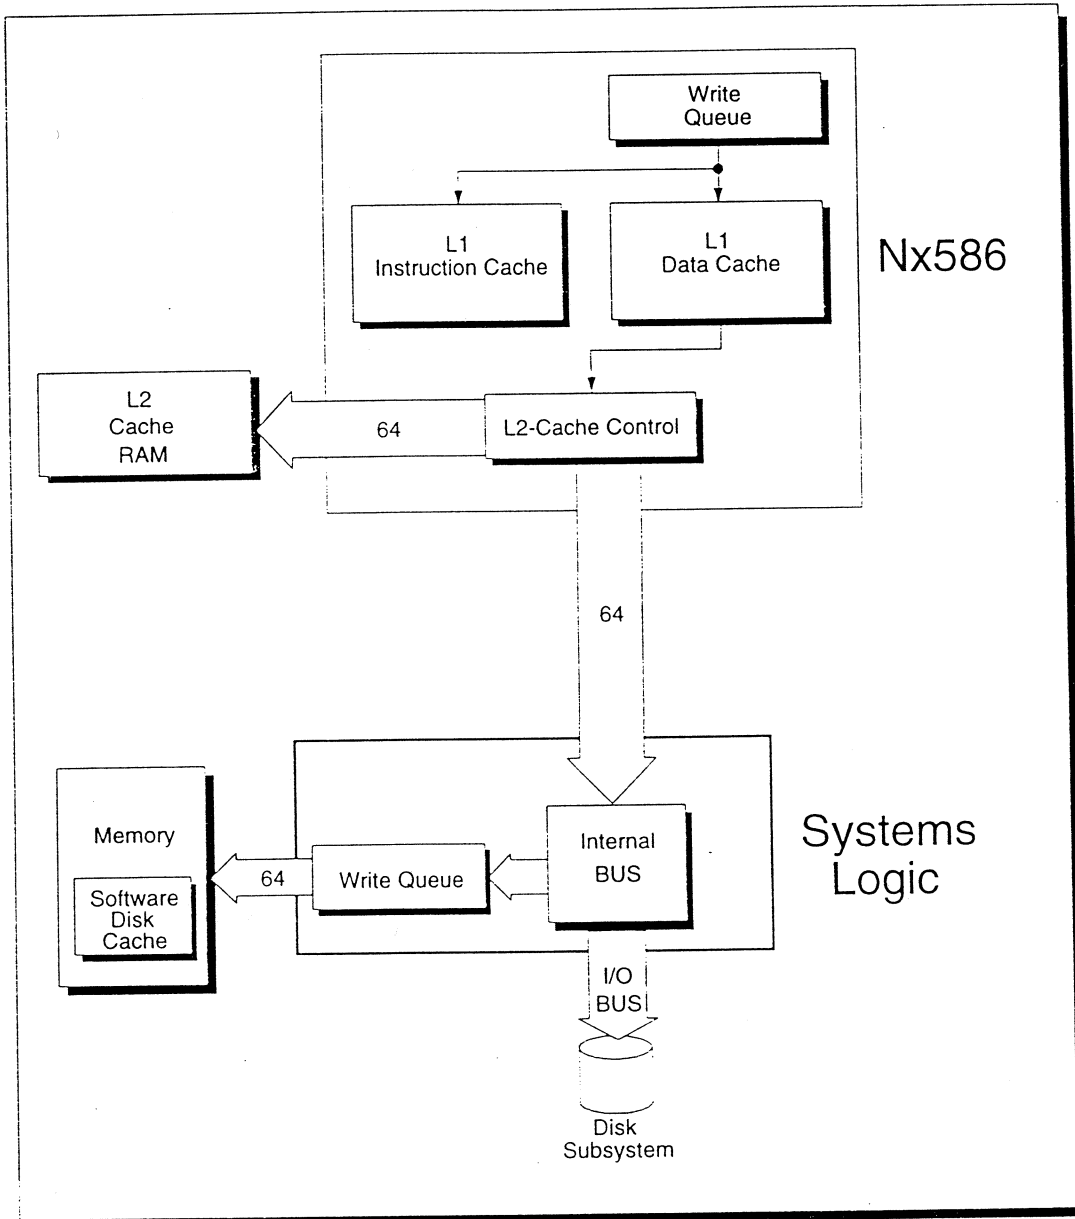 Write
Queue
L1
Instruction Cache
L1
Data Cache
Nx586
L2
Cache
RAM
64
L2-Cache Control
64
Systems
Logic
Memory
Software
Disk
Cache
64
Write Queue
Internal
BUS
I/O
BUS
Disk
Subsystem